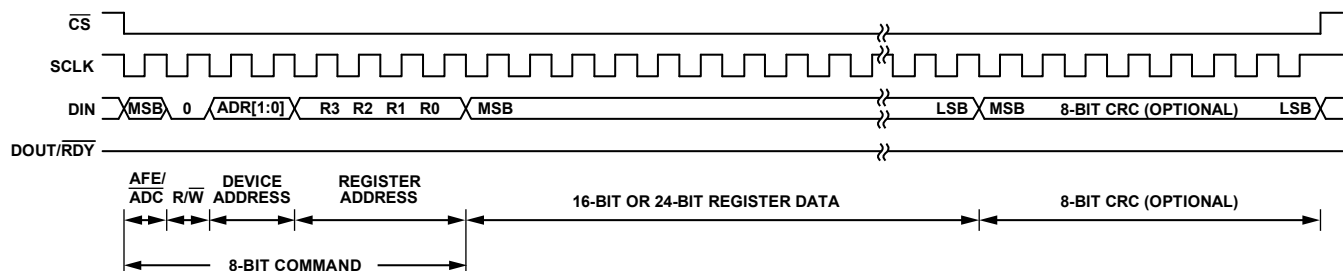 CS
SCLK
DIN MSB 0 ADR[1:0] R3 R2 R1 R0 MSB LSB MSB 8-BIT CRC (OPTIONAL) LSB
DOUT/RDY
AFE/
ADC R/W DEVICE
ADDRESS REGISTER
ADDRESS 16-BIT OR 24-BIT REGISTER DATA 8-BIT CRC (OPTIONAL)
8-BIT COMMAND